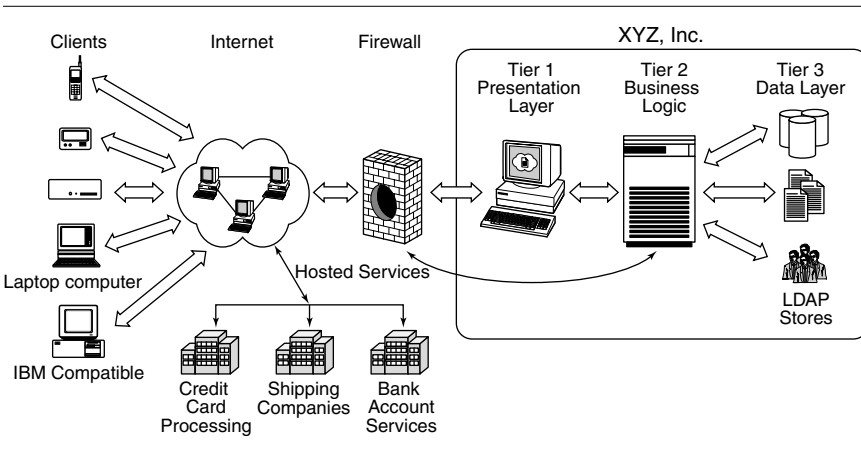 Clients
Internet
Firewall
XYZ, Inc.
Tier 1
Presentation
Layer
Tier 2
Business
Logic
Tier 3
Data Layer
Laptop computer
IBM Compatible
Hosted Services
LDAP
Stores
Credit
Card
Processing
Shipping
Companies
Bank
Account
Services